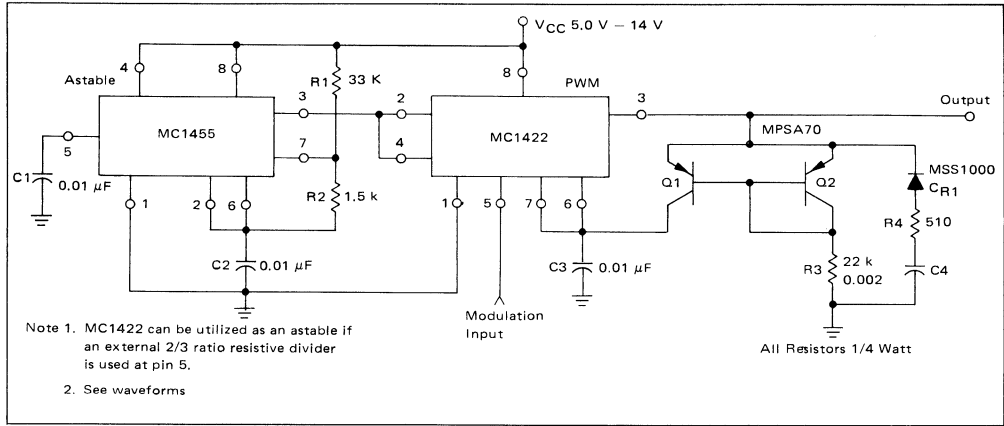 VCC 5.0 V – 14 V
4
8
R1
33 K
8
Astable
3
2
PWM
3
Output
MC1455
MC1422
MPSA70
5
7
4
C1
0.01 µF
Q1
Q2
MSS1000
CR1
1
2
6
R2
1.5 k
1
5
7
6
R4
510
C2
0.01 µF
C3
0.01 µF
R3
22 k
0.002
C4
Modulation
Input
Note 1. MC1422 can be utilized as an astable if
an external 2/3 ratio resistive divider
is used at pin 5.
2. See waveforms
All Resistors 1/4 Watt